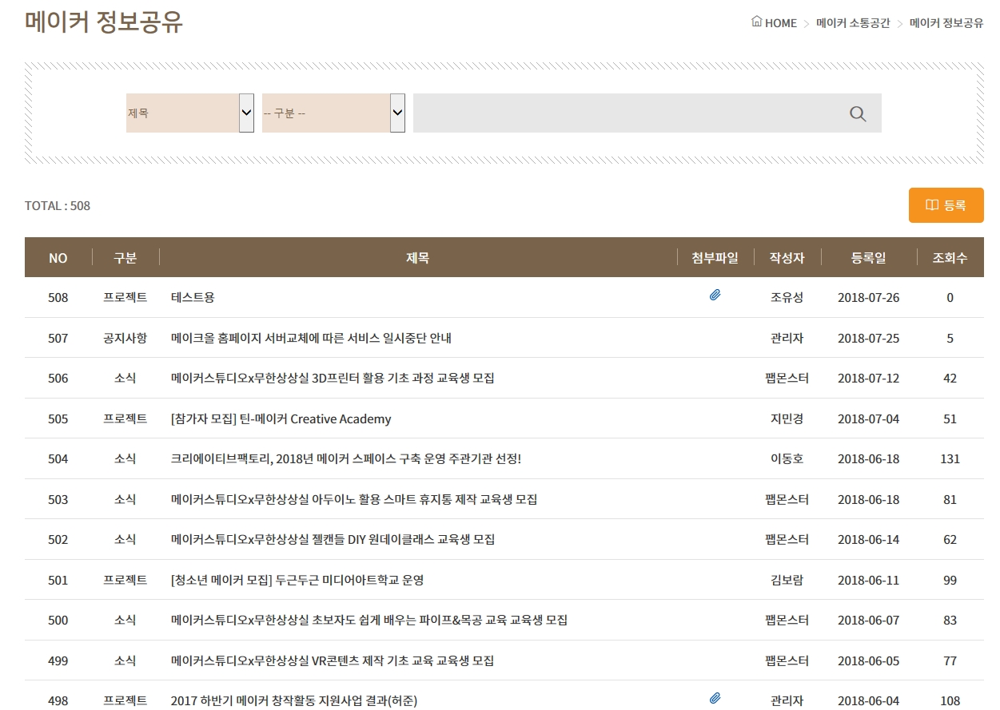 메이커 정보공유
HOME > 메이커 소통공간 > 메이커 정보공유
제목 -- 구분 --
TOTAL : 508
등록
NO 구분 제목 첨부파일 작성자 등록일 조회수
508 프로젝트 테스트용 조유성 2018-07-26 0
507 공지사항 메이크올 홈페이지 서버교체에 따른 서비스 일시중단 안내 관리자 2018-07-25 5
506 소식 메이커스튜디오x무한상상실 3D프린터 활용 기초 과정 교육생 모집 팹몬스터 2018-07-12 42
505 프로젝트 [참가자 모집] 틴-메이커 Creative Academy 지민경 2018-07-04 51
504 소식 크리에이티브팩토리, 2018년 메이커 스페이스 구축 운영 주관기관 선정! 이동호 2018-06-18 131
503 소식 메이커스튜디오x무한상상실 아두이노 활용 스마트 휴지통 제작 교육생 모집 팹몬스터 2018-06-18 81
502 소식 메이커스튜디오x무한상상실 젤캔들 DIY 원데이클래스 교육생 모집 팹몬스터 2018-06-14 62
501 프로젝트 [청소년 메이커 모집] 두근두근 미디어아트학교 운영 김보람 2018-06-11 99
500 소식 메이커스튜디오x무한상상실 초보자도 쉽게 배우는 파이프&목공 교육 교육생 모집 팹몬스터 2018-06-07 83
499 소식 메이커스튜디오x무한상상실 VR콘텐츠 제작 기초 교육 교육생 모집 팹몬스터 2018-06-05 77
498 프로젝트 2017 하반기 메이커 창작활동 지원사업 결과(허준) 관리자 2018-06-04 108